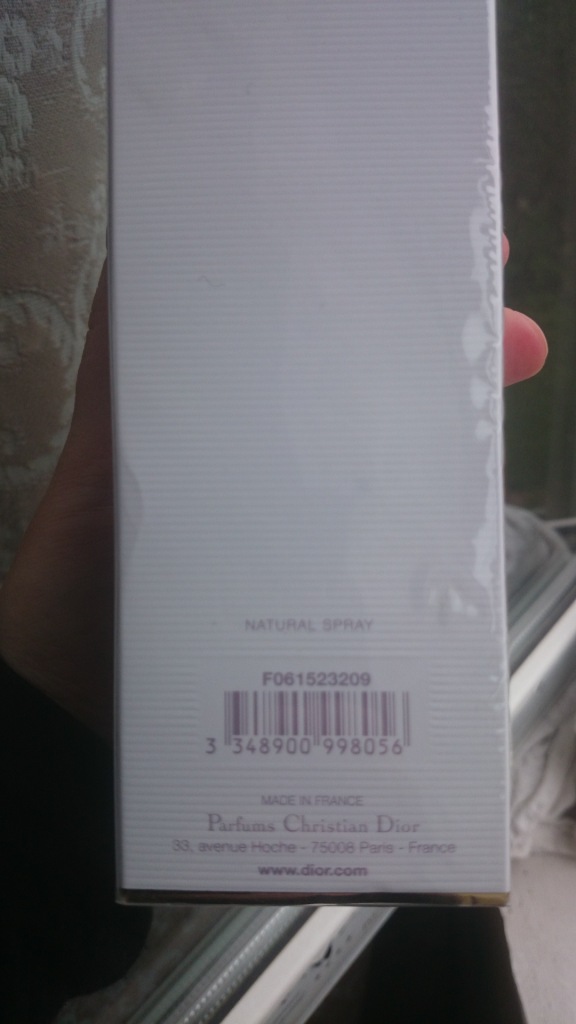 NATURAL SPRAY
F061523209
3 348900 998056
MADE IN FRANCE
Parfums Christian Dior
33, avenue Hoche - 75008 Paris - France
www.dior.com